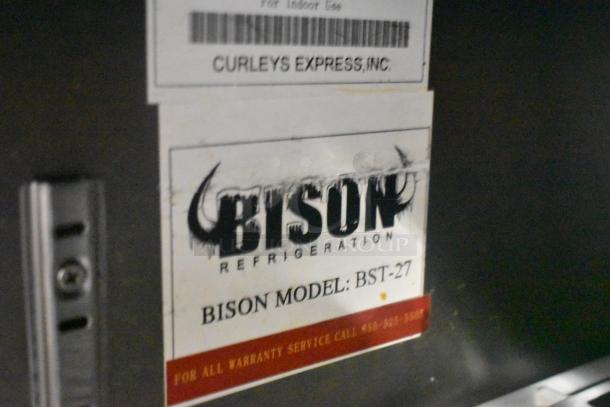 For Indoor Use
CURLEYS EXPRESS,INC.
BISON
REFRIGERATION
BISON MODEL: BST-27
FOR ALL WARRANTY SERVICE CALL